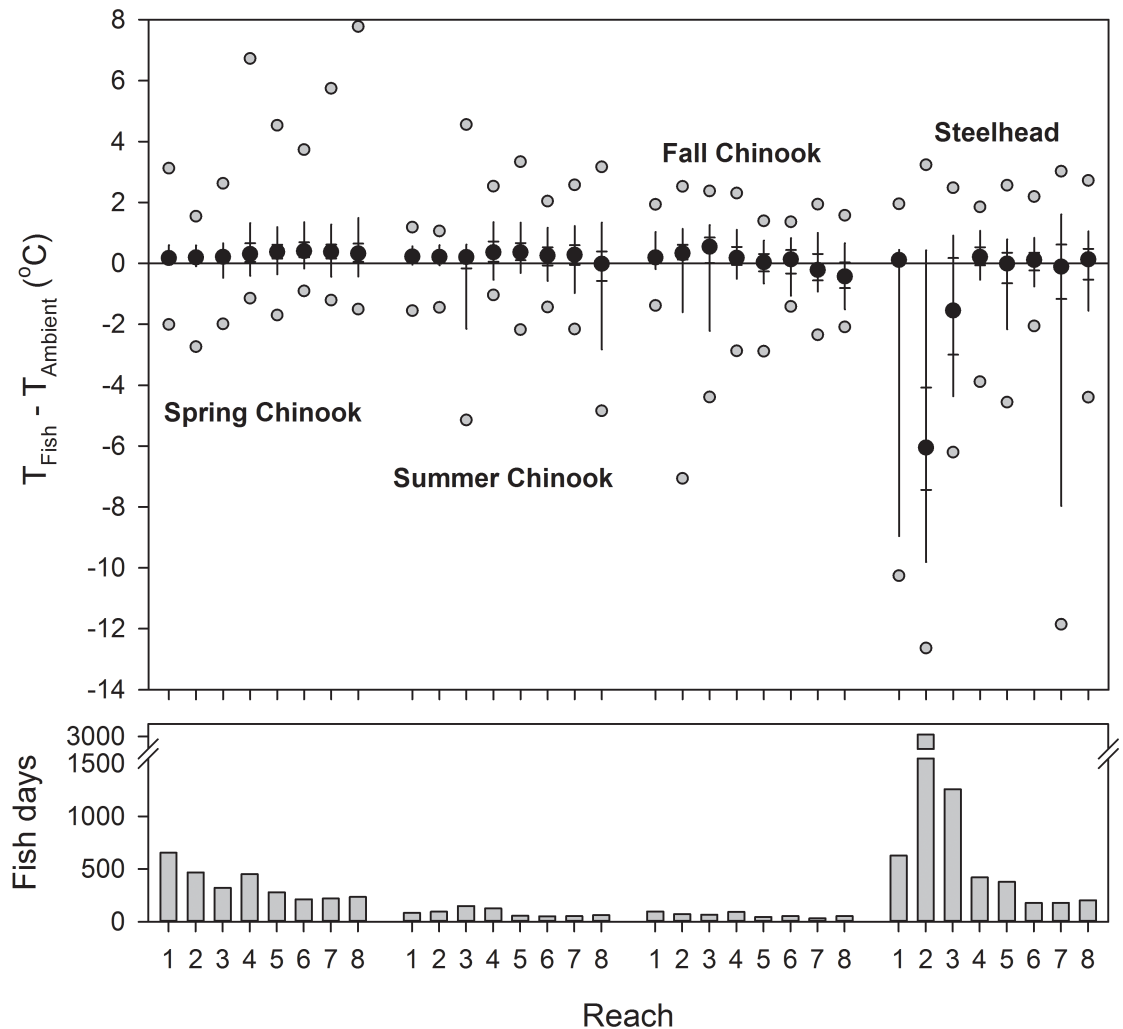 8
6
4
2
0
-2
-4
-6
-8
-10
-12
-14
T_Fish - T_Ambient (°C)
Steelhead
Fall Chinook
Spring Chinook
Summer Chinook
3000
1500
1000
500
0
Fish days
1 2 3 4 5 6 7 8 1 2 3 4 5 6 7 8 1 2 3 4 5 6 7 8 1 2 3 4 5 6 7 8
Reach